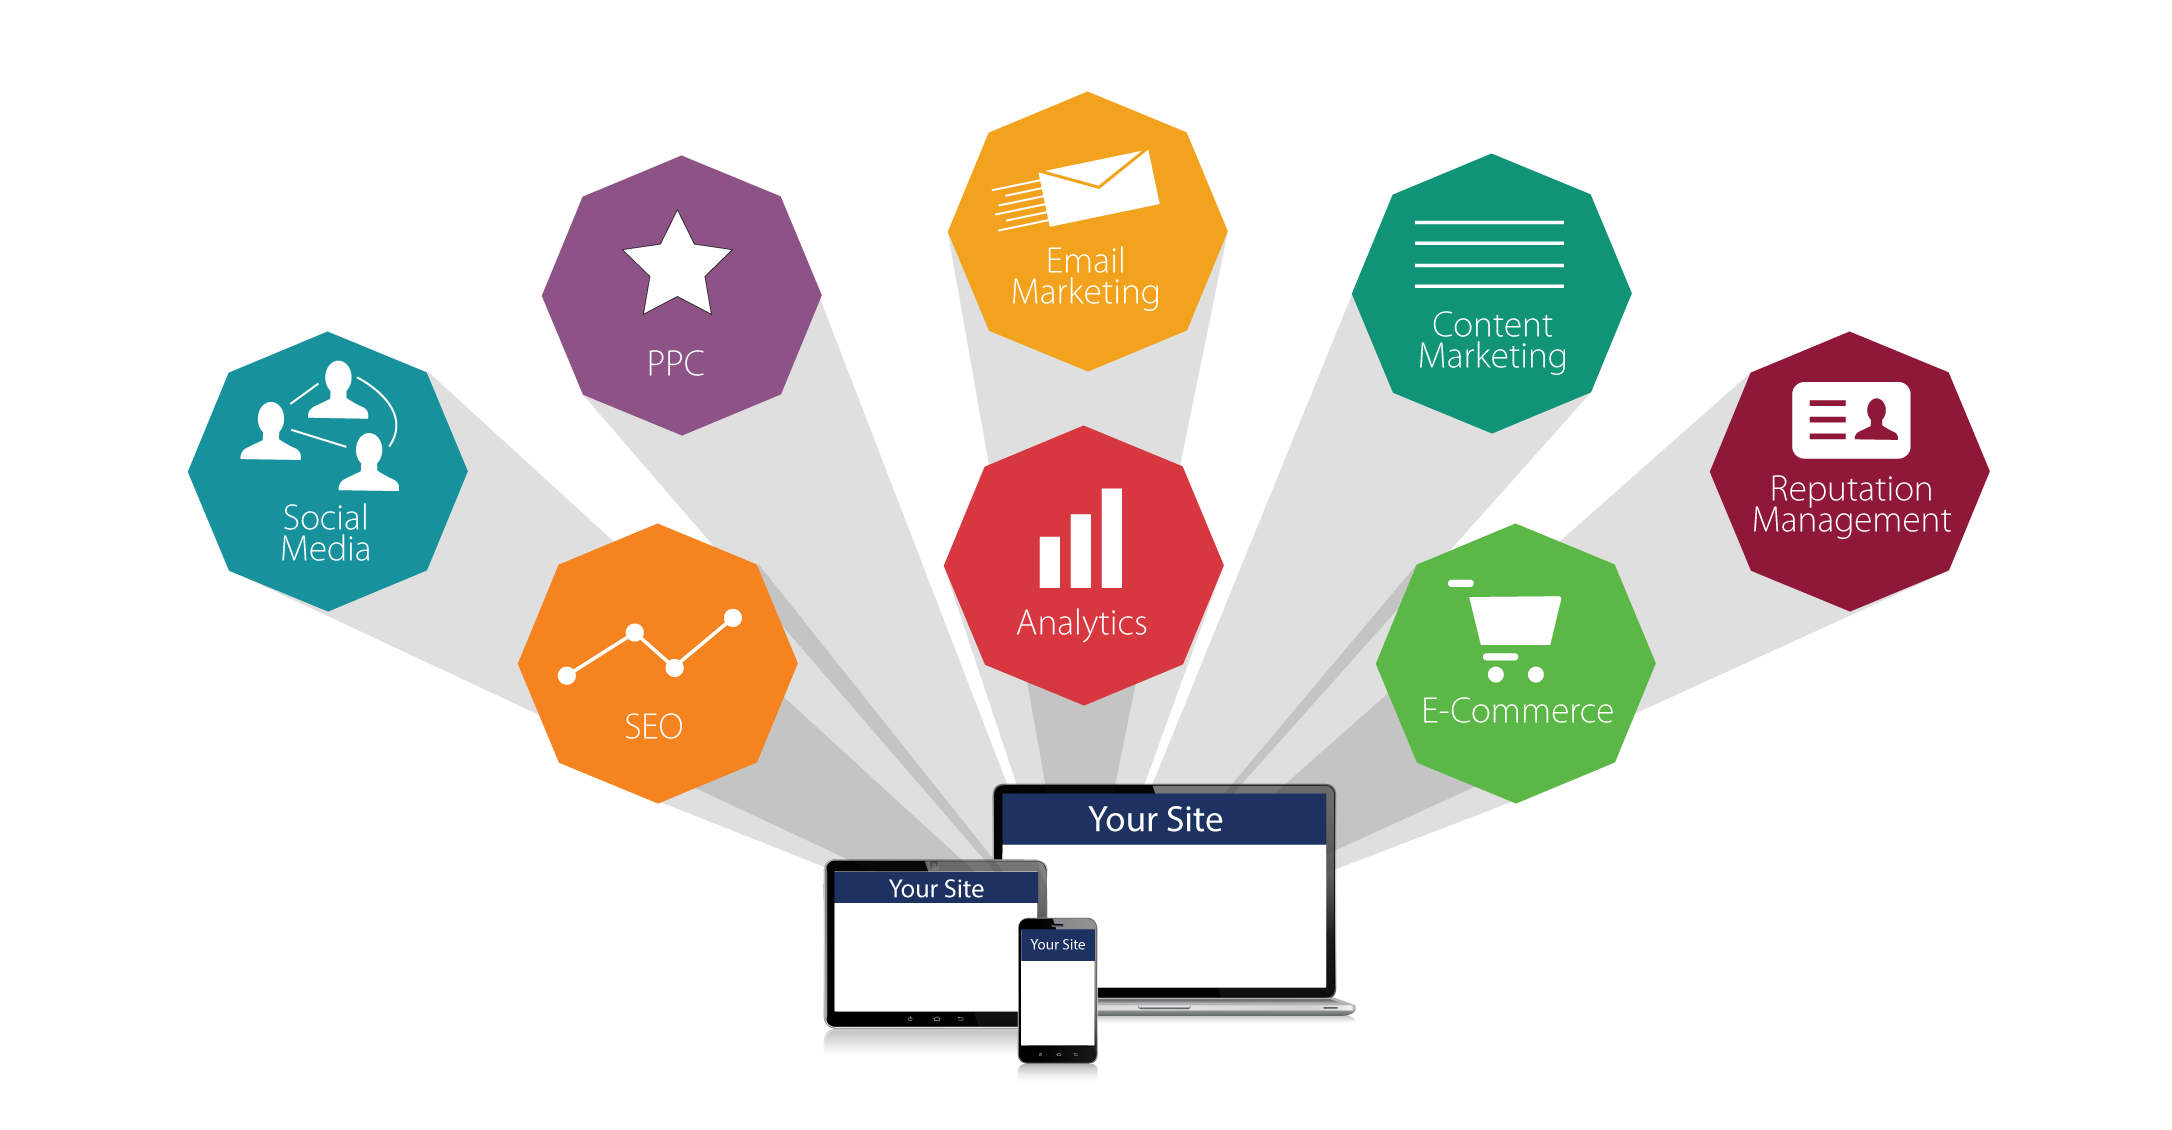 Email
Marketing
PPC
Content
Marketing
Social
Media
Reputation
Management
Analytics
SEO
E-Commerce
Your Site
Your Site
Your Site